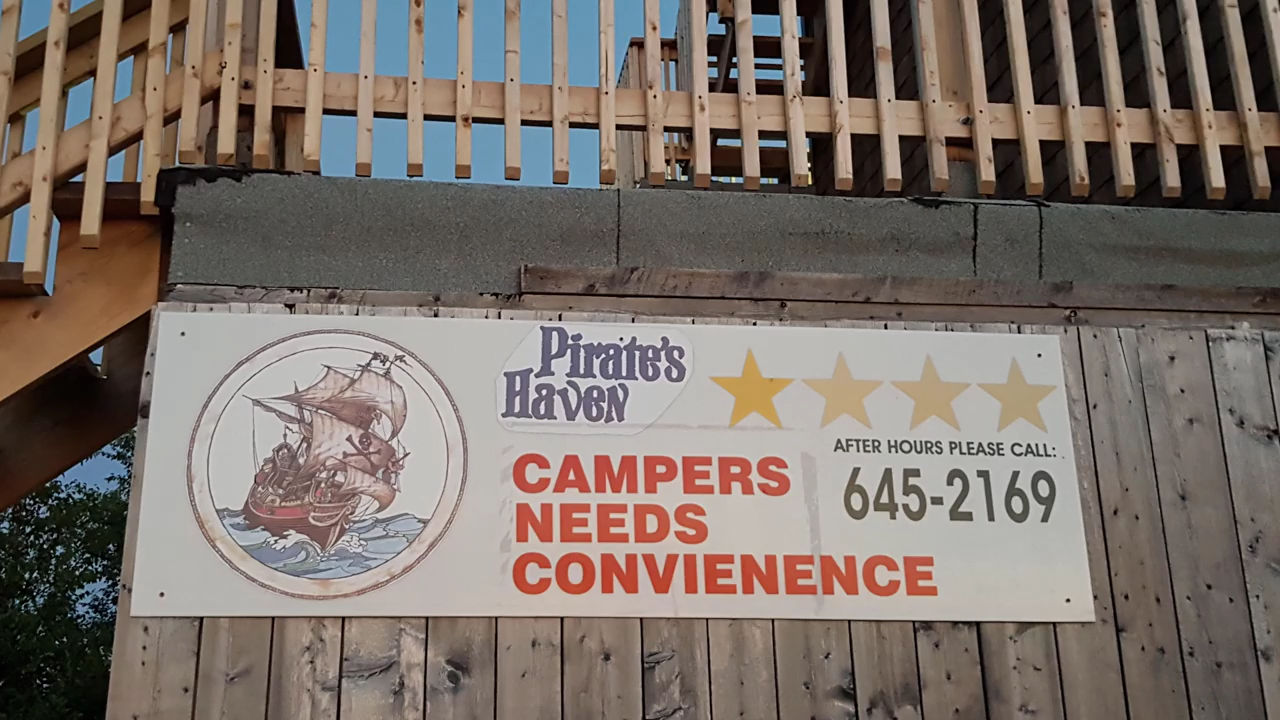 Pirate's
Haven
AFTER HOURS PLEASE CALL:
645-2169
CAMPERS
NEEDS
CONVIENENCE